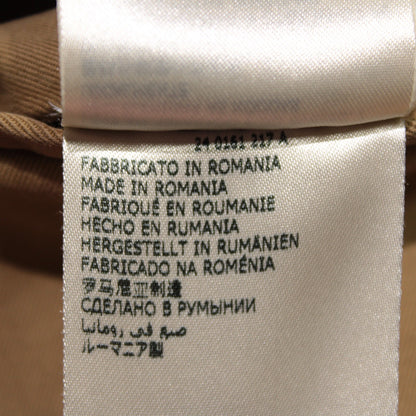 24 0161 217 A
FABBRICATO IN ROMANIA
MADE IN ROMANIA
FABRIQUÉ EN ROUMANIE
HECHO EN RUMANIA
HERGESTELLT IN RUMÄNIEN
FABRICADO NA ROMÉNIA
罗马尼亚制造
СДЕЛАНО В РУМЫНИИ
صنع في رومانيا
ルーマニア製